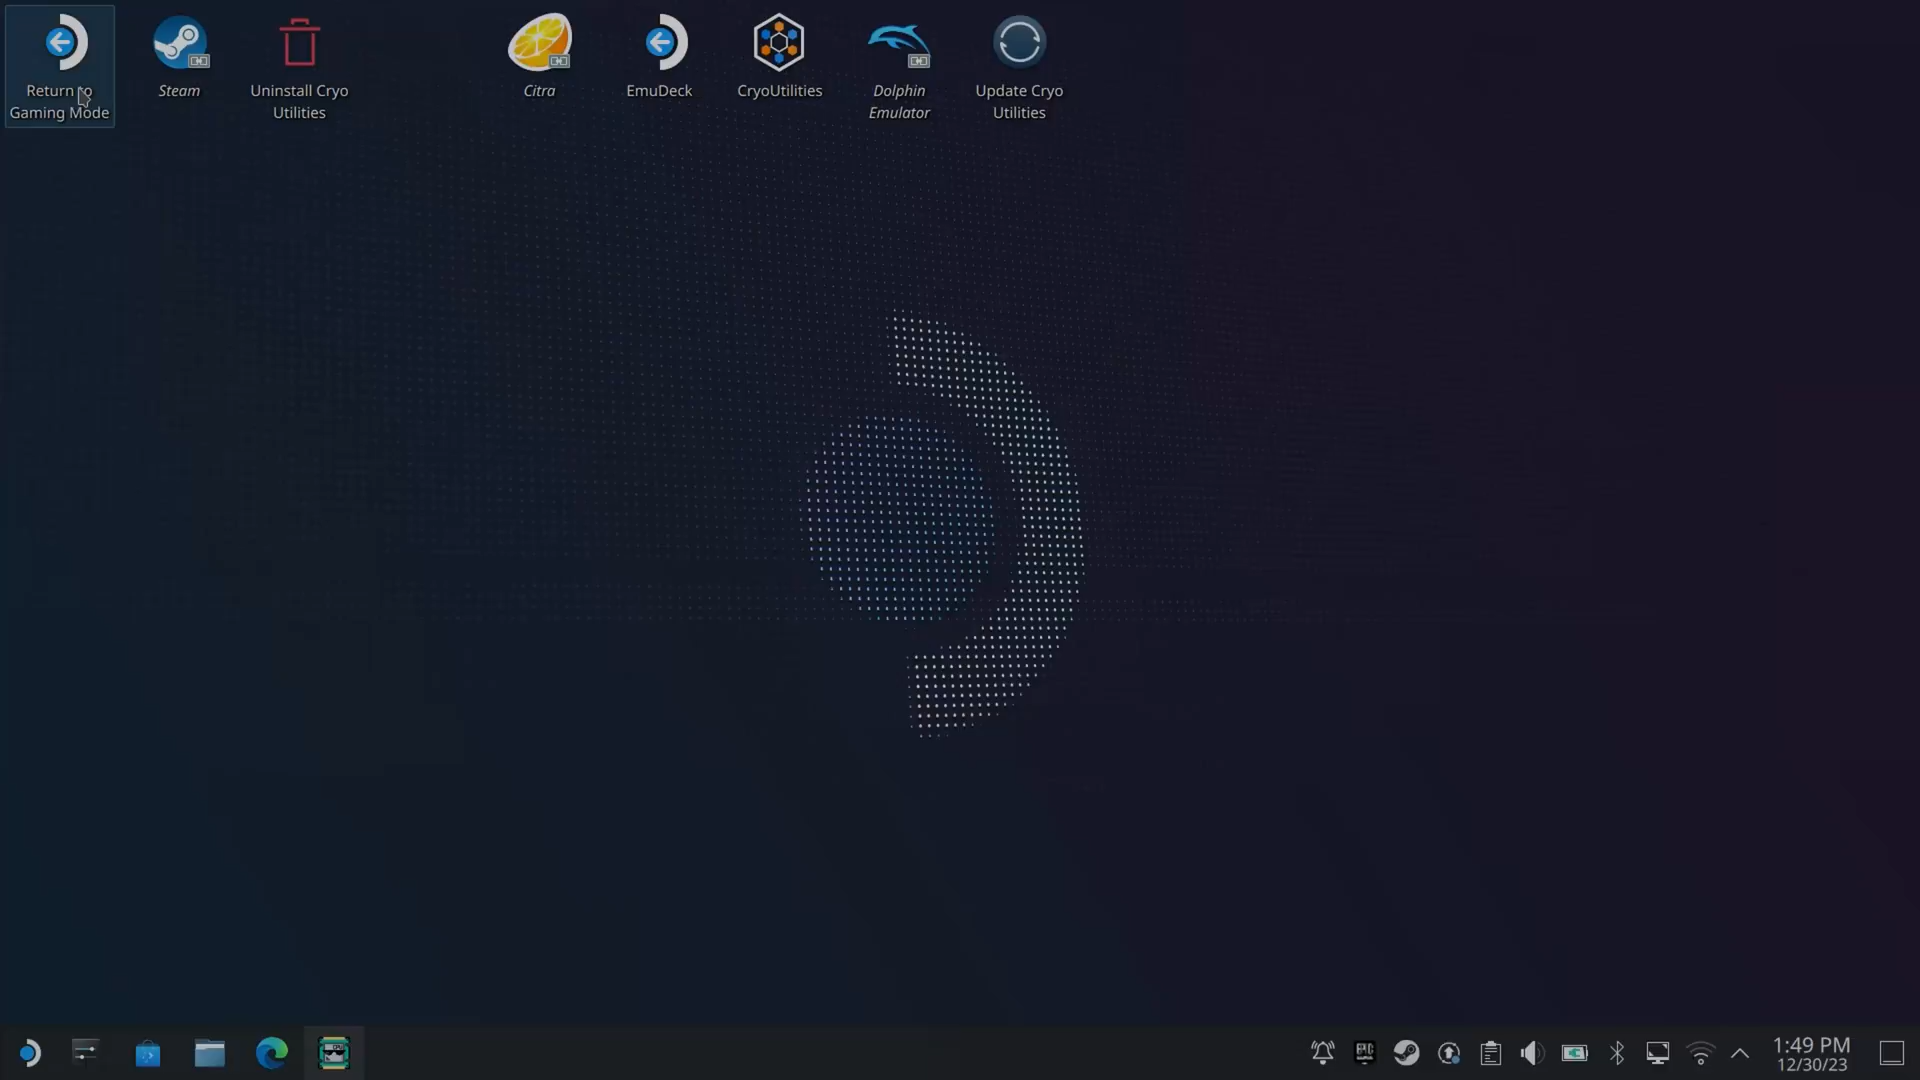 Return to
Gaming Mode
Steam
Uninstall Cryo
Utilities
Citra
EmuDeck
CryoUtilities
Dolphin
Emulator
Update Cryo
Utilities
EPIC
1:49 PM
12/30/23